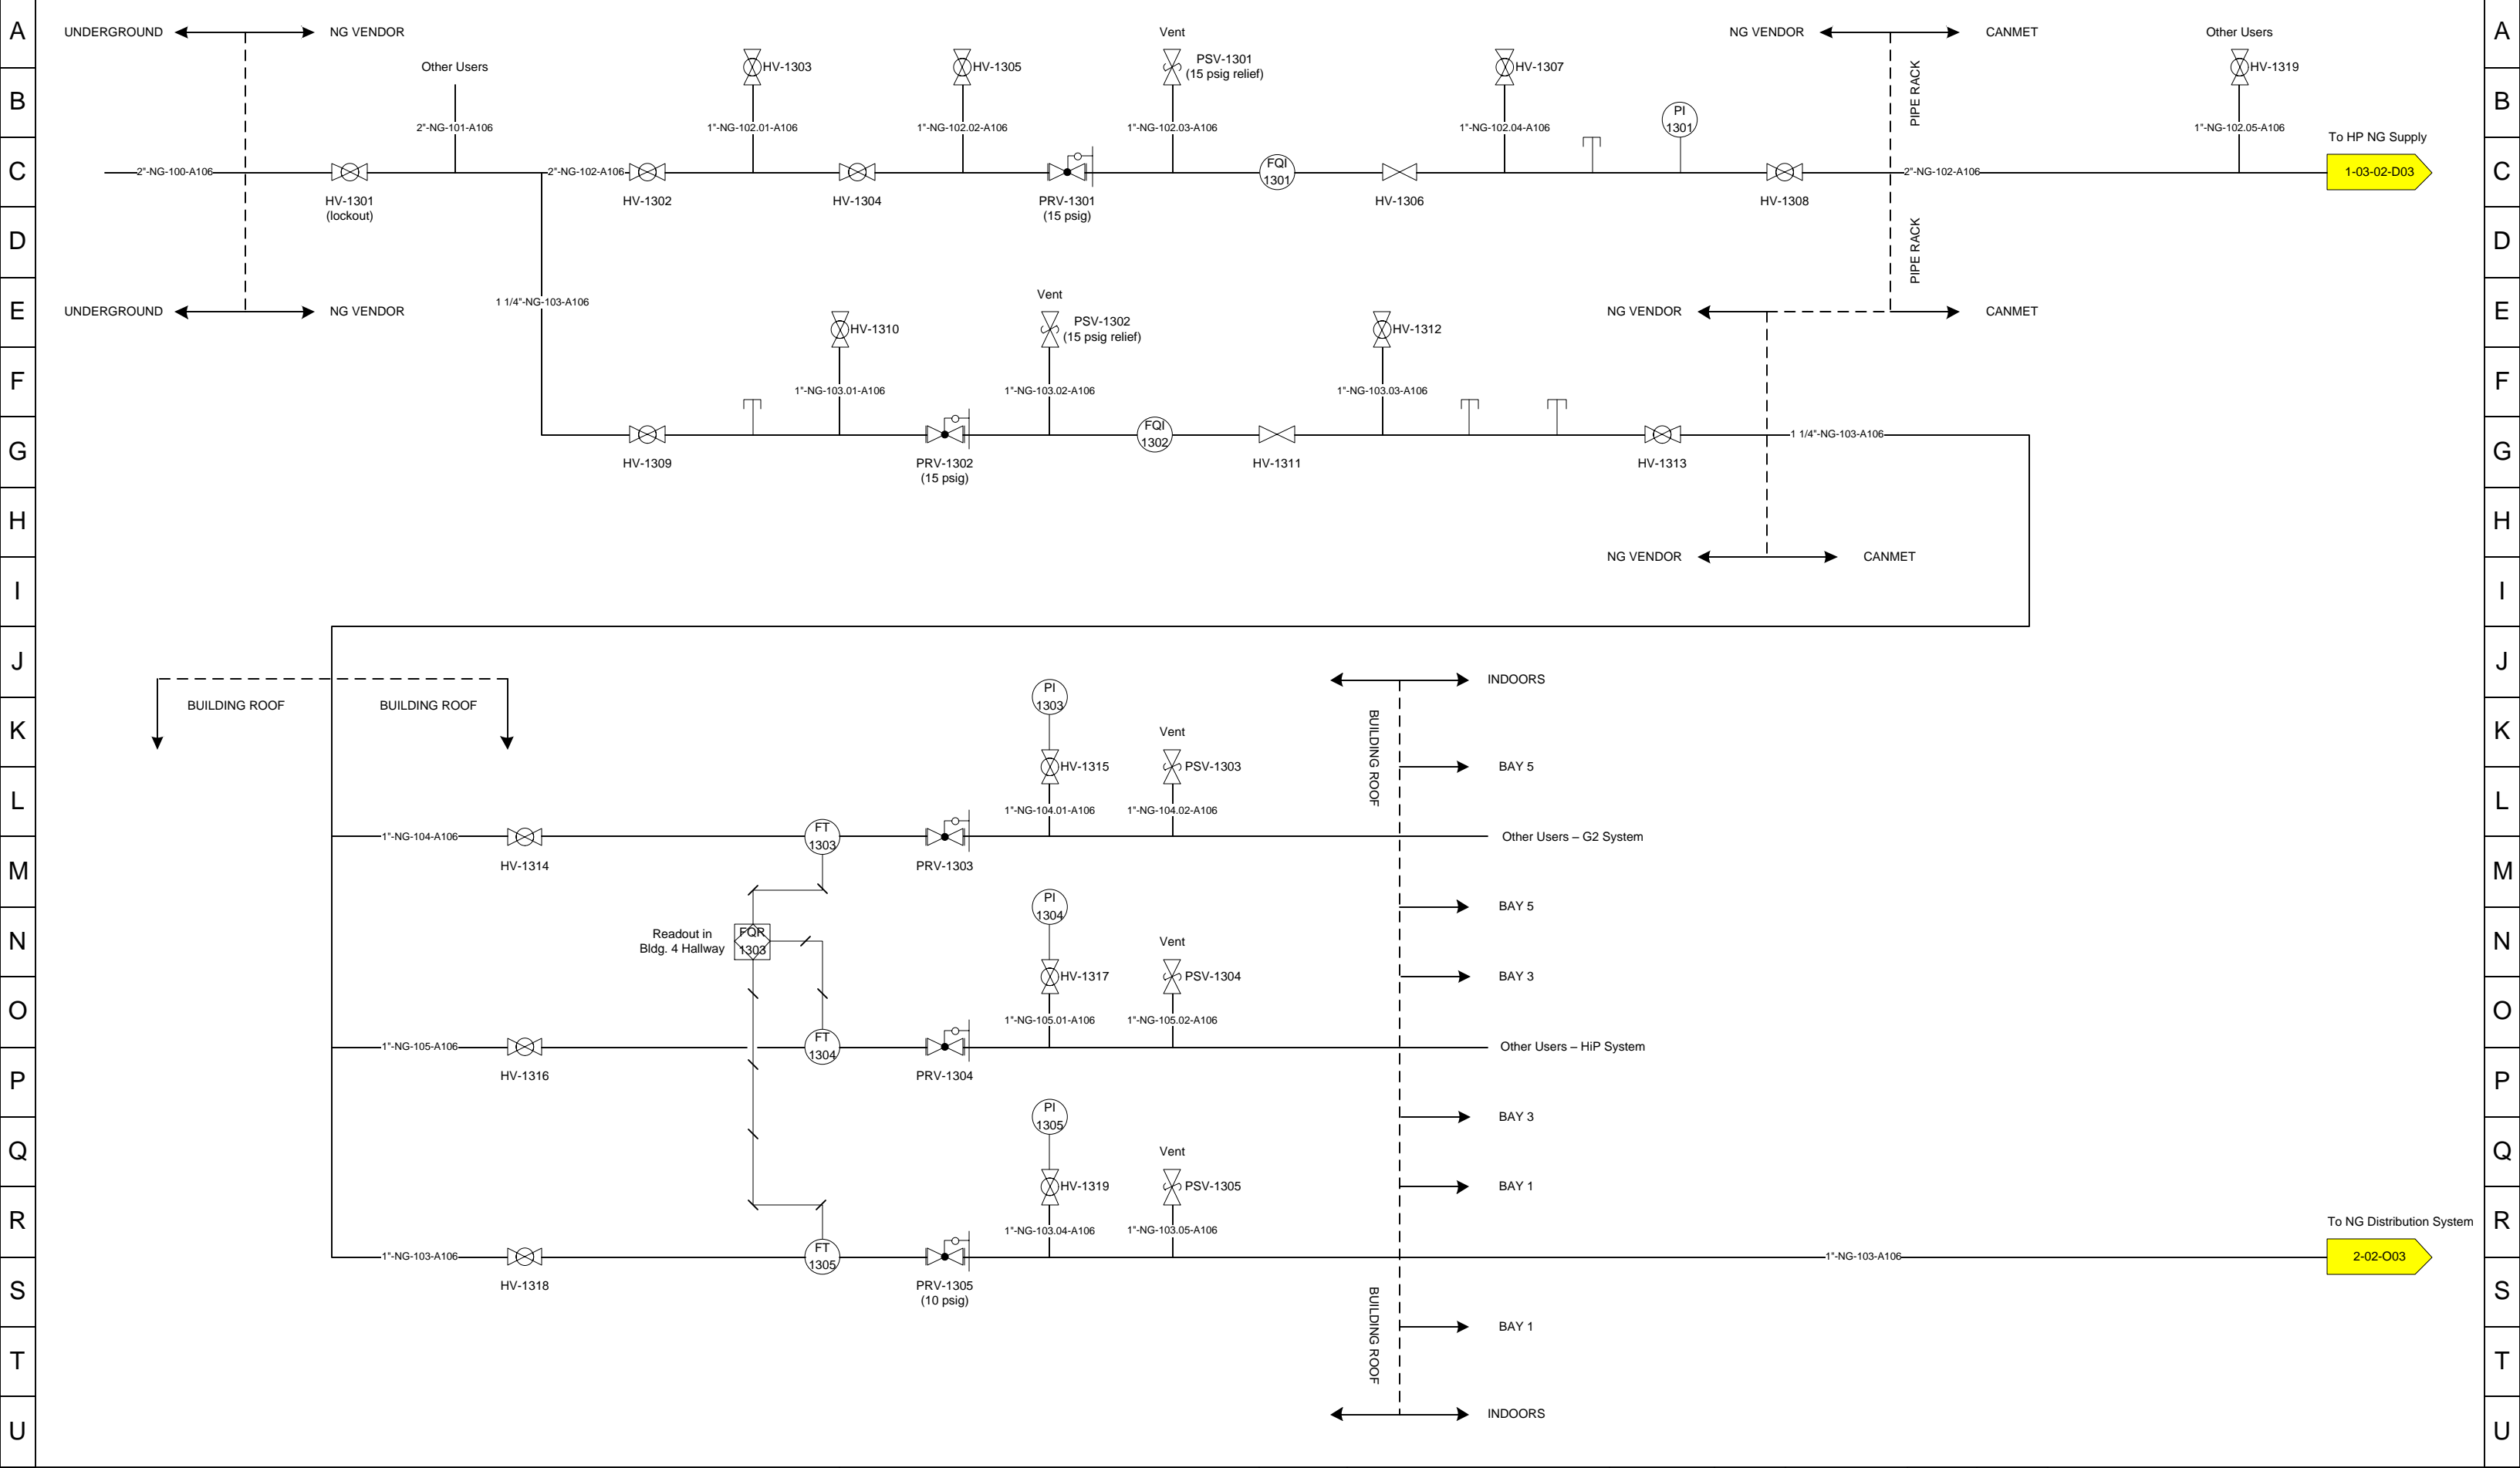 A
UNDERGROUND
NG VENDOR
Vent
NG VENDOR
CANMET
Other Users
A
Other Users
HV-1303
HV-1305
PSV-1301
(15 psig relief)
HV-1307
PIPE RACK
HV-1319
B
2"-NG-101-A106
1"-NG-102.01-A106
1"-NG-102.02-A106
1"-NG-102.03-A106
1"-NG-102.04-A106
PI
1301
1"-NG-102.05-A106
B
To HP NG Supply
C
2"-NG-100-A106
2"-NG-102-A106
FQI
1301
2"-NG-102-A106
1-03-02-D03
C
HV-1301
(lockout)
HV-1302
HV-1304
PRV-1301
(15 psig)
HV-1306
HV-1308
D
PIPE RACK
D
E
UNDERGROUND
NG VENDOR
1 1/4"-NG-103-A106
Vent
NG VENDOR
CANMET
E
HV-1310
PSV-1302
(15 psig relief)
HV-1312
F
1"-NG-103.01-A106
1"-NG-103.02-A106
1"-NG-103.03-A106
F
G
FQI
1302
1 1/4"-NG-103-A106
G
HV-1309
PRV-1302
(15 psig)
HV-1311
HV-1313
H
H
NG VENDOR
CANMET
I
I
J
J
INDOORS
BUILDING ROOF
BUILDING ROOF
PI
1303
BUILDING ROOF
K
Vent
K
HV-1315
PSV-1303
BAY 5
L
1"-NG-104.01-A106
1"-NG-104.02-A106
L
1"-NG-104-A106
FT
1303
Other Users – G2 System
HV-1314
PRV-1303
M
M
PI
1304
BAY 5
N
Readout in
Bldg. 4 Hallway
FQR
1303
Vent
N
HV-1317
PSV-1304
BAY 3
O
1"-NG-105.01-A106
1"-NG-105.02-A106
O
1"-NG-105-A106
FT
1304
Other Users – HiP System
HV-1316
PRV-1304
P
P
PI
1305
BAY 3
Q
Vent
Q
HV-1319
PSV-1305
BAY 1
R
1"-NG-103.04-A106
1"-NG-103.05-A106
To NG Distribution System
R
1"-NG-103-A106
FT
1305
1"-NG-103-A106
2-02-O03
HV-1318
PRV-1305
(10 psig)
S
BUILDING ROOF
S
BAY 1
T
T
INDOORS
U
U